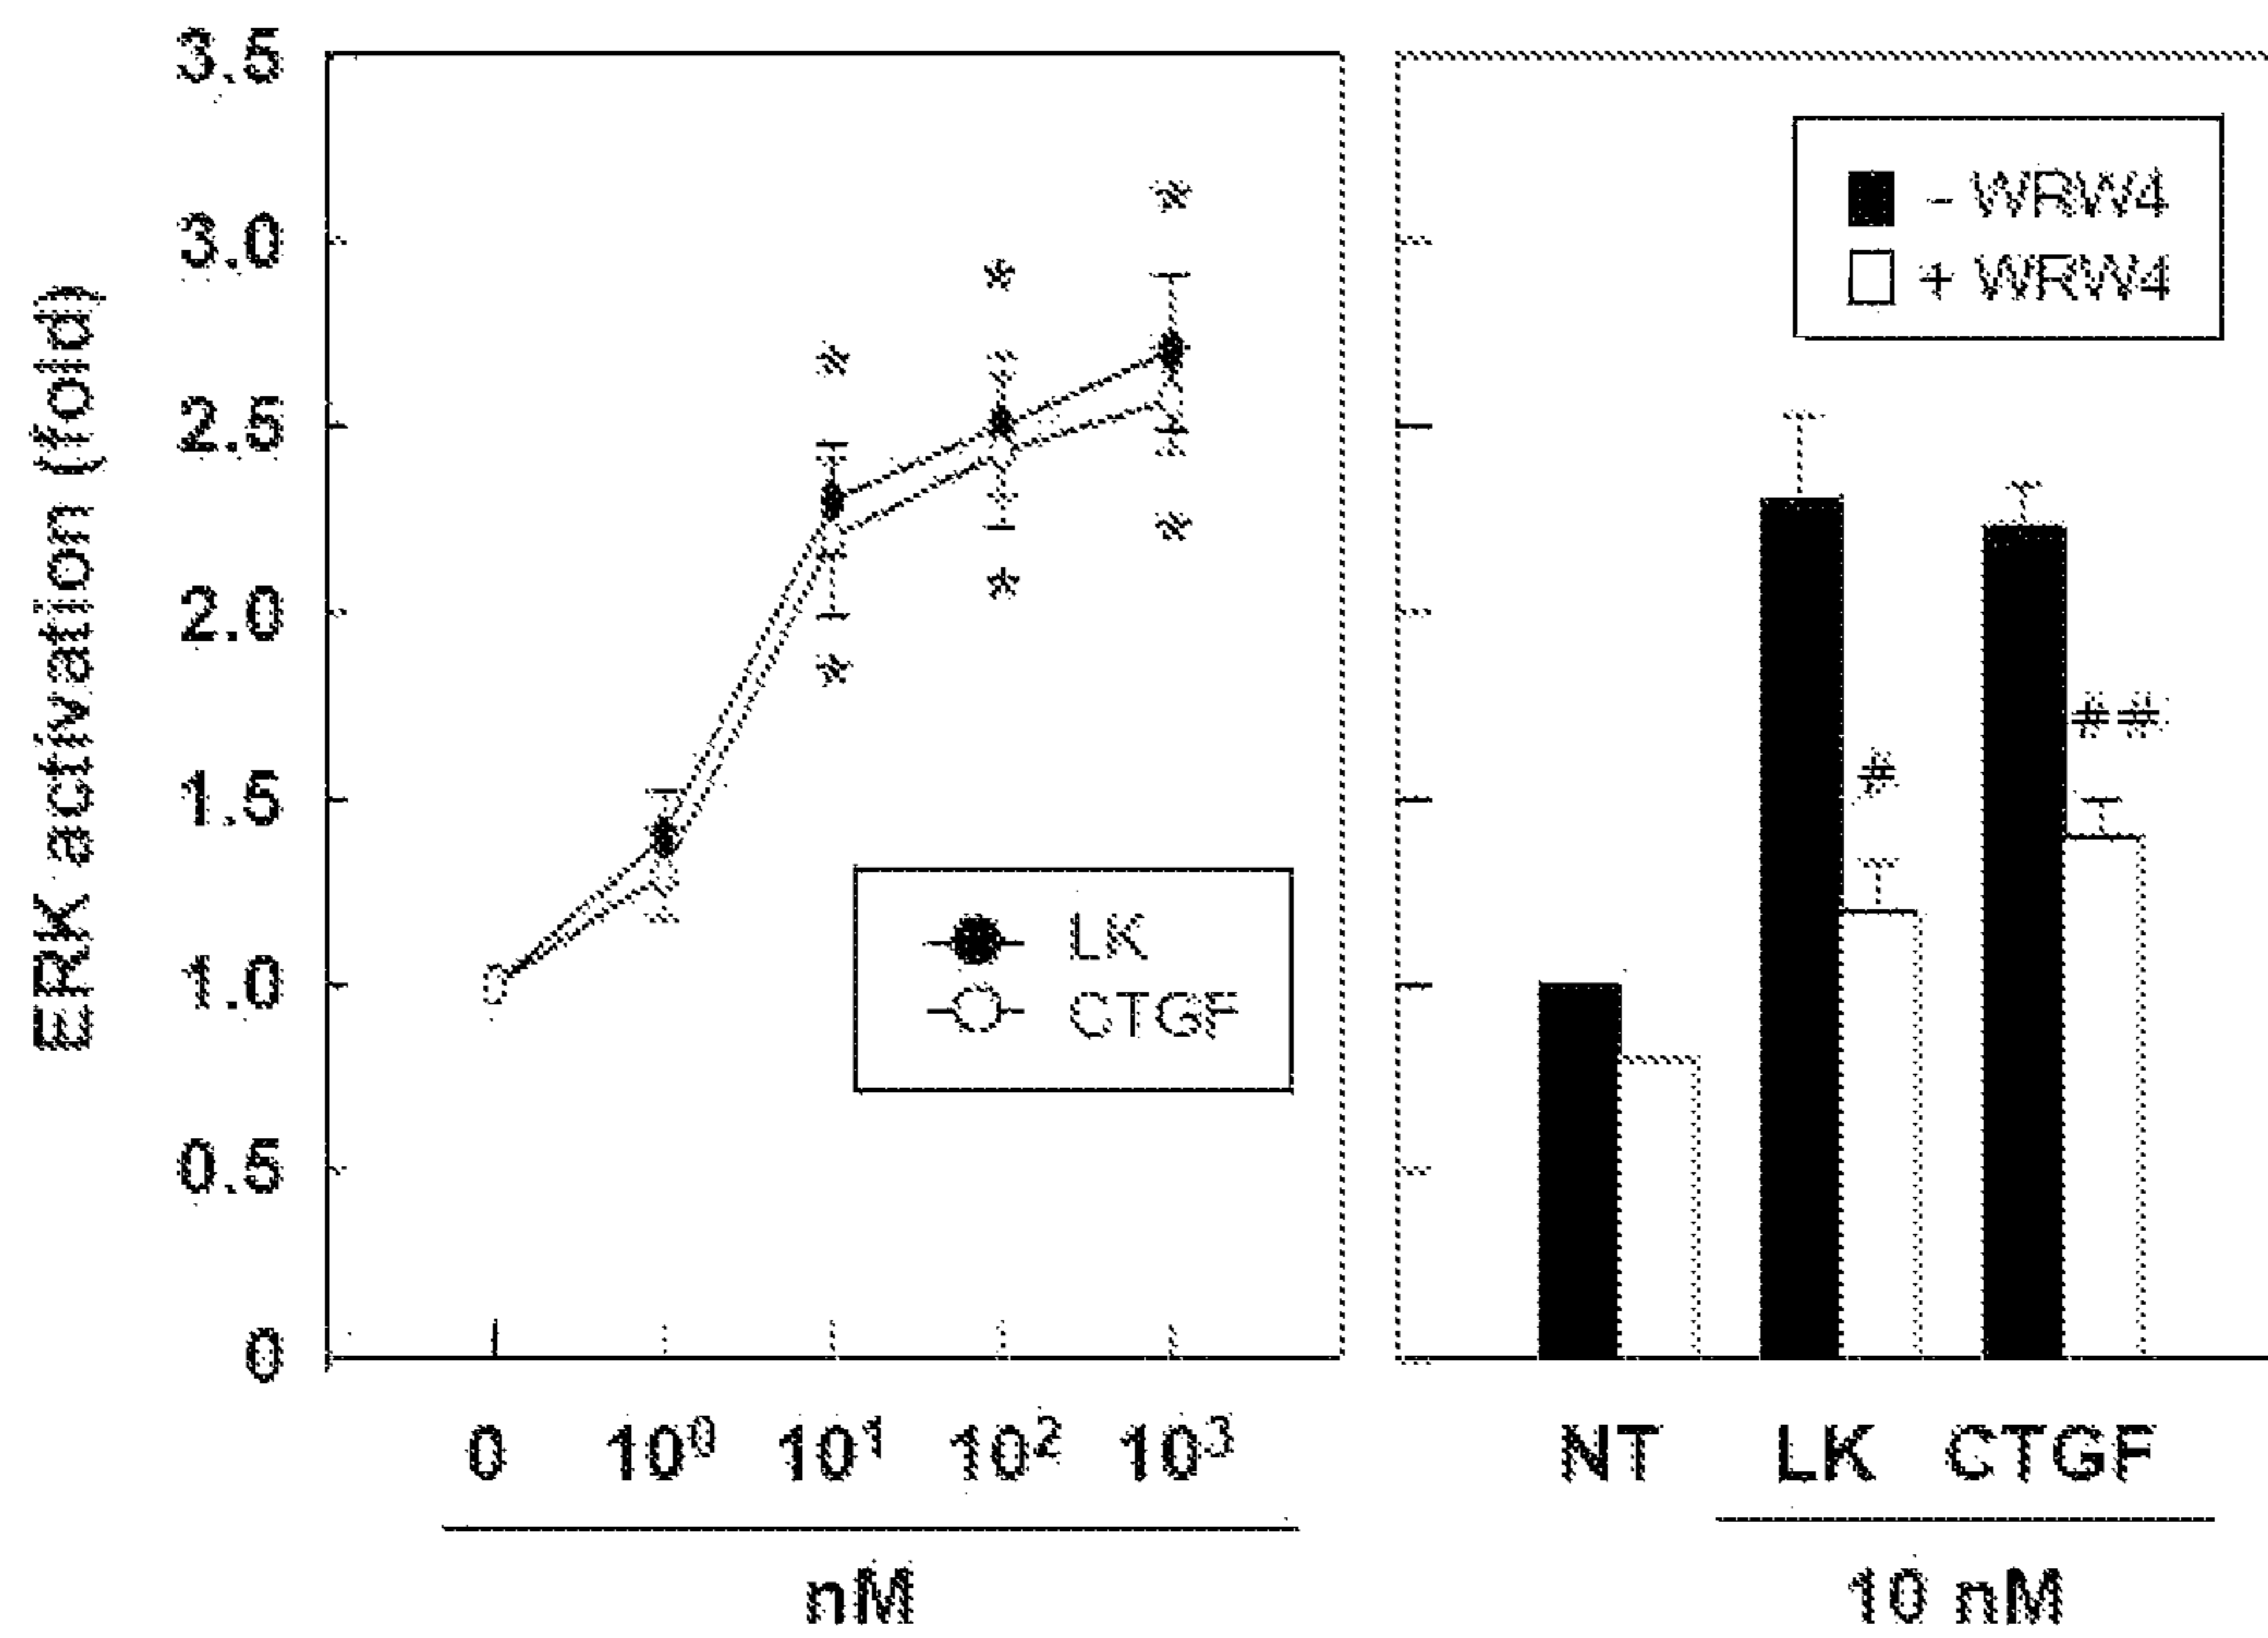 ERK activation (fold)
3.5
3.0
2.5
2.0
1.5
1.0
0.5
0
*
*
*
*
*
*
LK
CTGF
0 10⁰ 10¹ 10² 10³
nM
- WRW4
+ WRW4
#
##
NT LK CTGF
10 nM